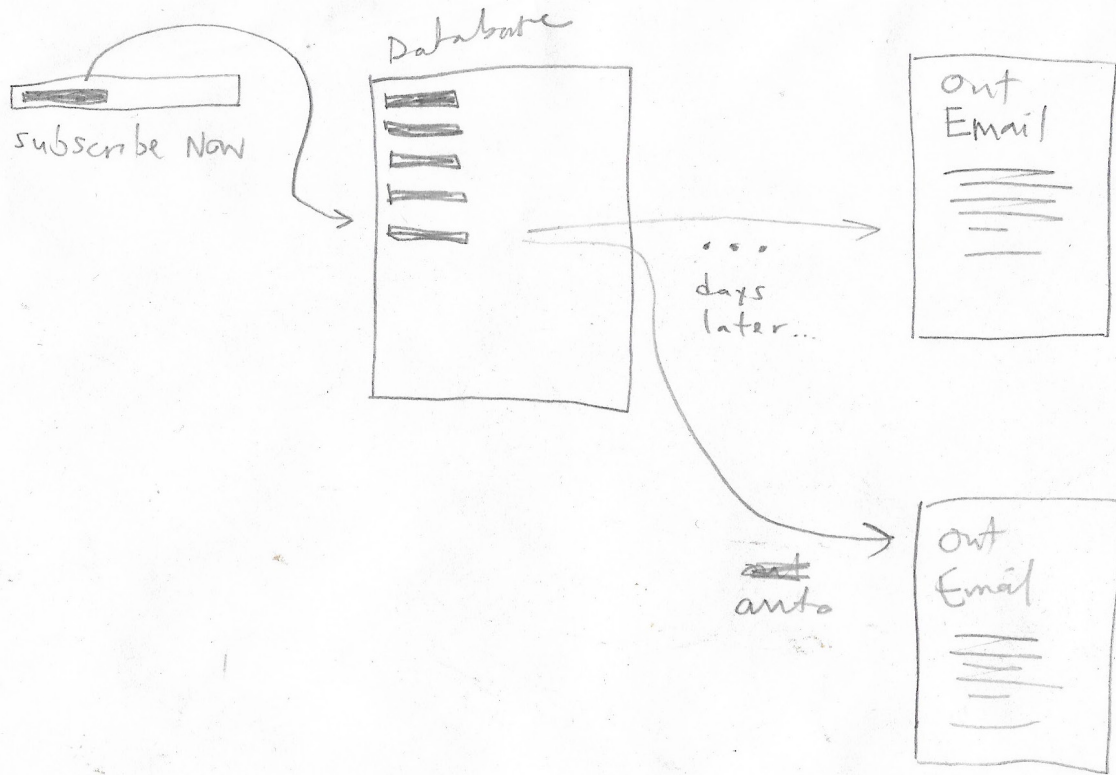 Database
subscribe Now
Out
Email
...
days
later...
auto
Out
Email